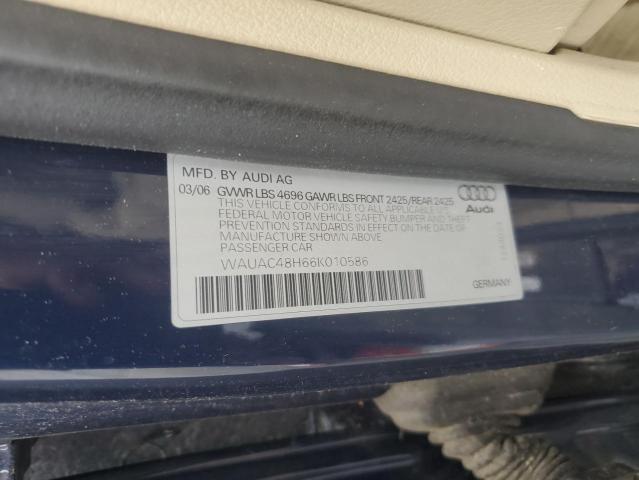 MFD. BY AUDI AG
03/06 GVWR LBS 4696 GAWR LBS FRONT 2425/REAR 2425
THIS VEHICLE CONFORMS TO ALL APPLICABLE U.S.
FEDERAL MOTOR VEHICLE SAFETY BUMPER AND THEFT
PREVENTION STANDARDS IN EFFECT ON THE DATE OF
MANUFACTURE SHOWN ABOVE.
PASSENGER CAR
WAUAC48H66K010586
Audi
GERMANY